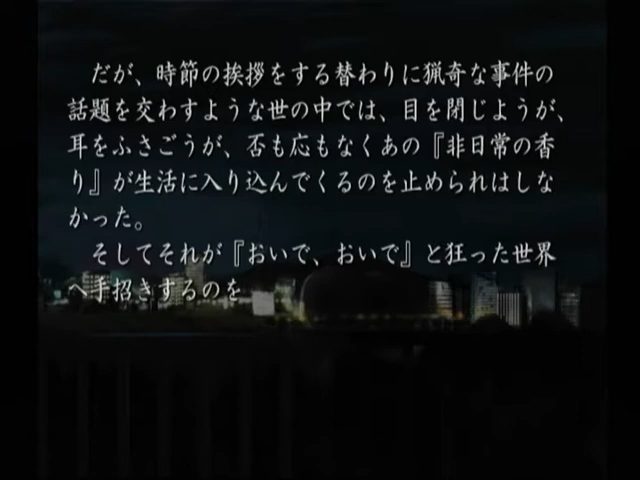 だが、時節の挨拶をする替わりに猟奇な事件の
話題を交わすような世の中では、目を閉じようが、
耳をふさごうが、否も応もなくあの『非日常の香
り』が生活に入り込んでくるのを止められはしな
かった。
そしてそれが『おいで、おいで』と狂った世界
へ手招きするのを